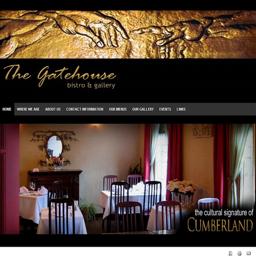 The Gatehouse
bistro & gallery
HOME WHERE WE ARE ABOUT US CONTACT INFORMATION OUR MENUS OUR GALLERY EVENTS LINKS
the cultural signature of
CUMBERLAND